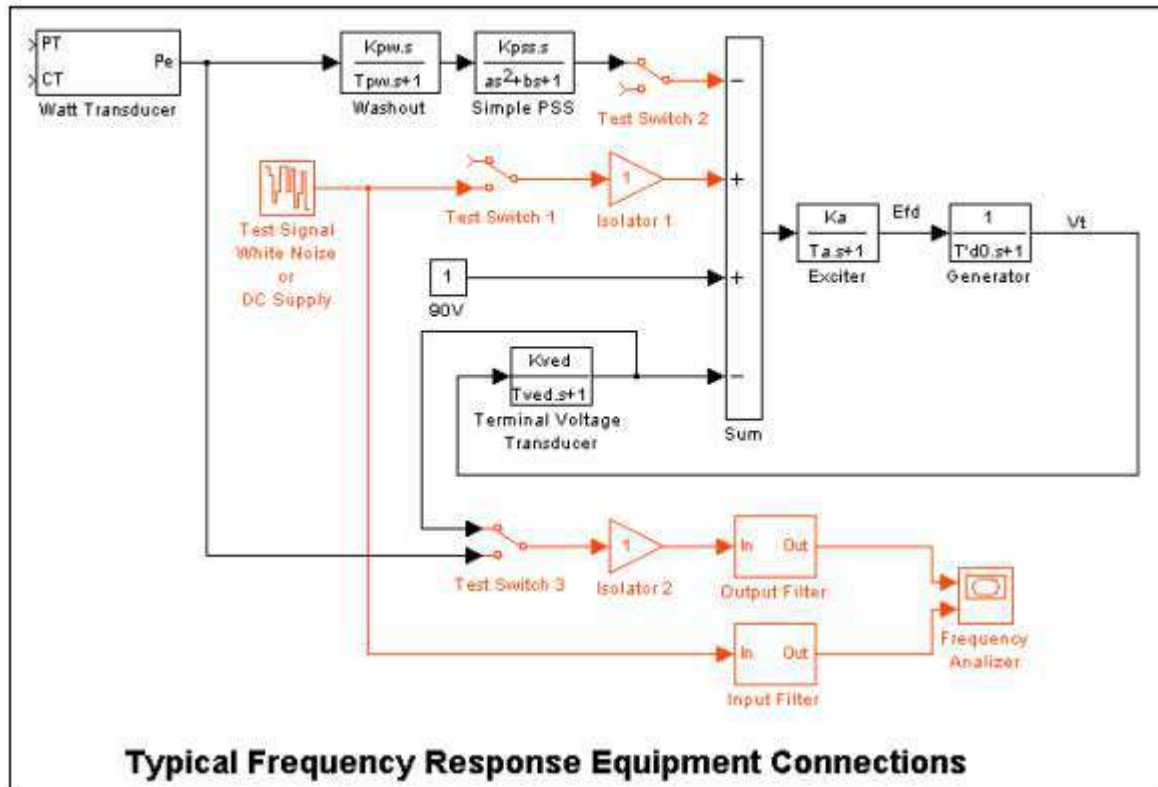 PT
CT
Pe
Watt Transducer
Kpw.s
Tpw.s+1
Washout
Kpss.s
as2+bs+1
Simple PSS
Test Switch 2
−
Test Signal
White Noise
or
DC Supply
Test Switch 1
1
Isolator 1
+
1
90V
+
Kved
Tved.s+1
Terminal Voltage
Transducer
−
Sum
Ka
Ta.s+1
Exciter
Efd
1
T'd0.s+1
Generator
Vt
Test Switch 3
1
Isolator 2
In
Out
Output Filter
In
Out
Input Filter
Frequency
Analizer
Typical Frequency Response Equipment Connections